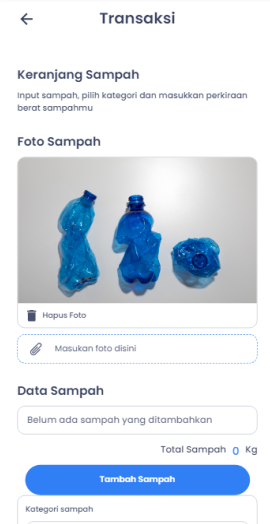 Transaksi
Keranjang Sampah
Input sampah, pilih kategori dan masukkan perkiraan
berat sampahmu
Foto Sampah
Hapus Foto
Masukan foto disini
Data Sampah
Belum ada sampah yang ditambahkan
Total Sampah 0 Kg
Tambah Sampah
Kategori sampah